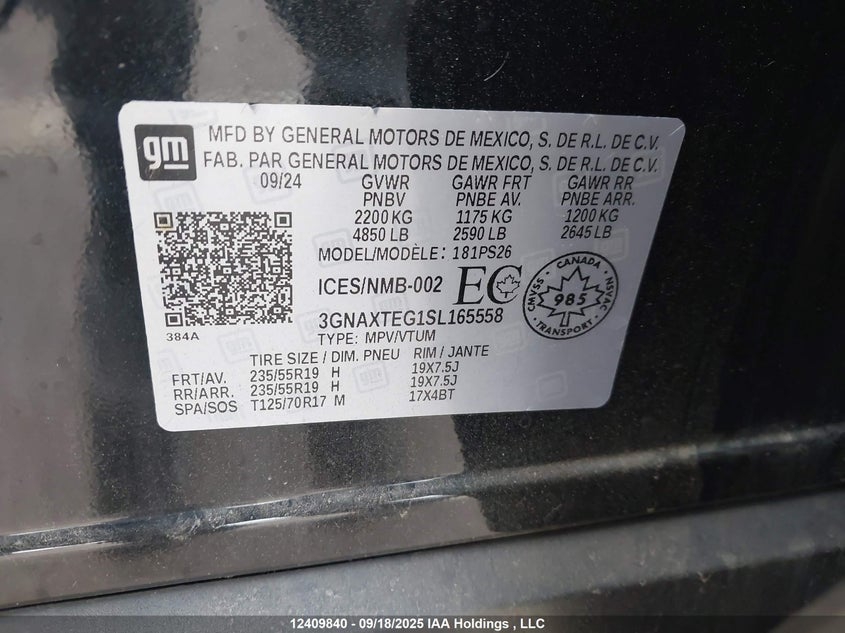 gm
MFD BY GENERAL MOTORS DE MEXICO, S. DE R.L. DE C.V.
FAB. PAR GENERAL MOTORS DE MEXICO, S. DE R.L. DE C.V.
09/24 GVWR GAWR FRT GAWR RR
PNBV PNBE AV. PNBE ARR.
2200 KG 1175 KG 1200 KG
4850 LB 2590 LB 2645 LB
MODEL/MODÈLE: 181PS26
ICES/NMB-002 EC
CANADA
CMVSS 985 NSVAC
TRANSPORT
3GNAXTEG1SL165558
384A
TYPE: MPV/VTUM
TIRE SIZE / DIM. PNEU RIM / JANTE
FRT/AV. 235/55R19 H 19X7.5J
RR/ARR. 235/55R19 H 19X7.5J
SPA/SOS T125/70R17 M 17X4BT
12409840 - 09/18/2025 IAA Holdings , LLC